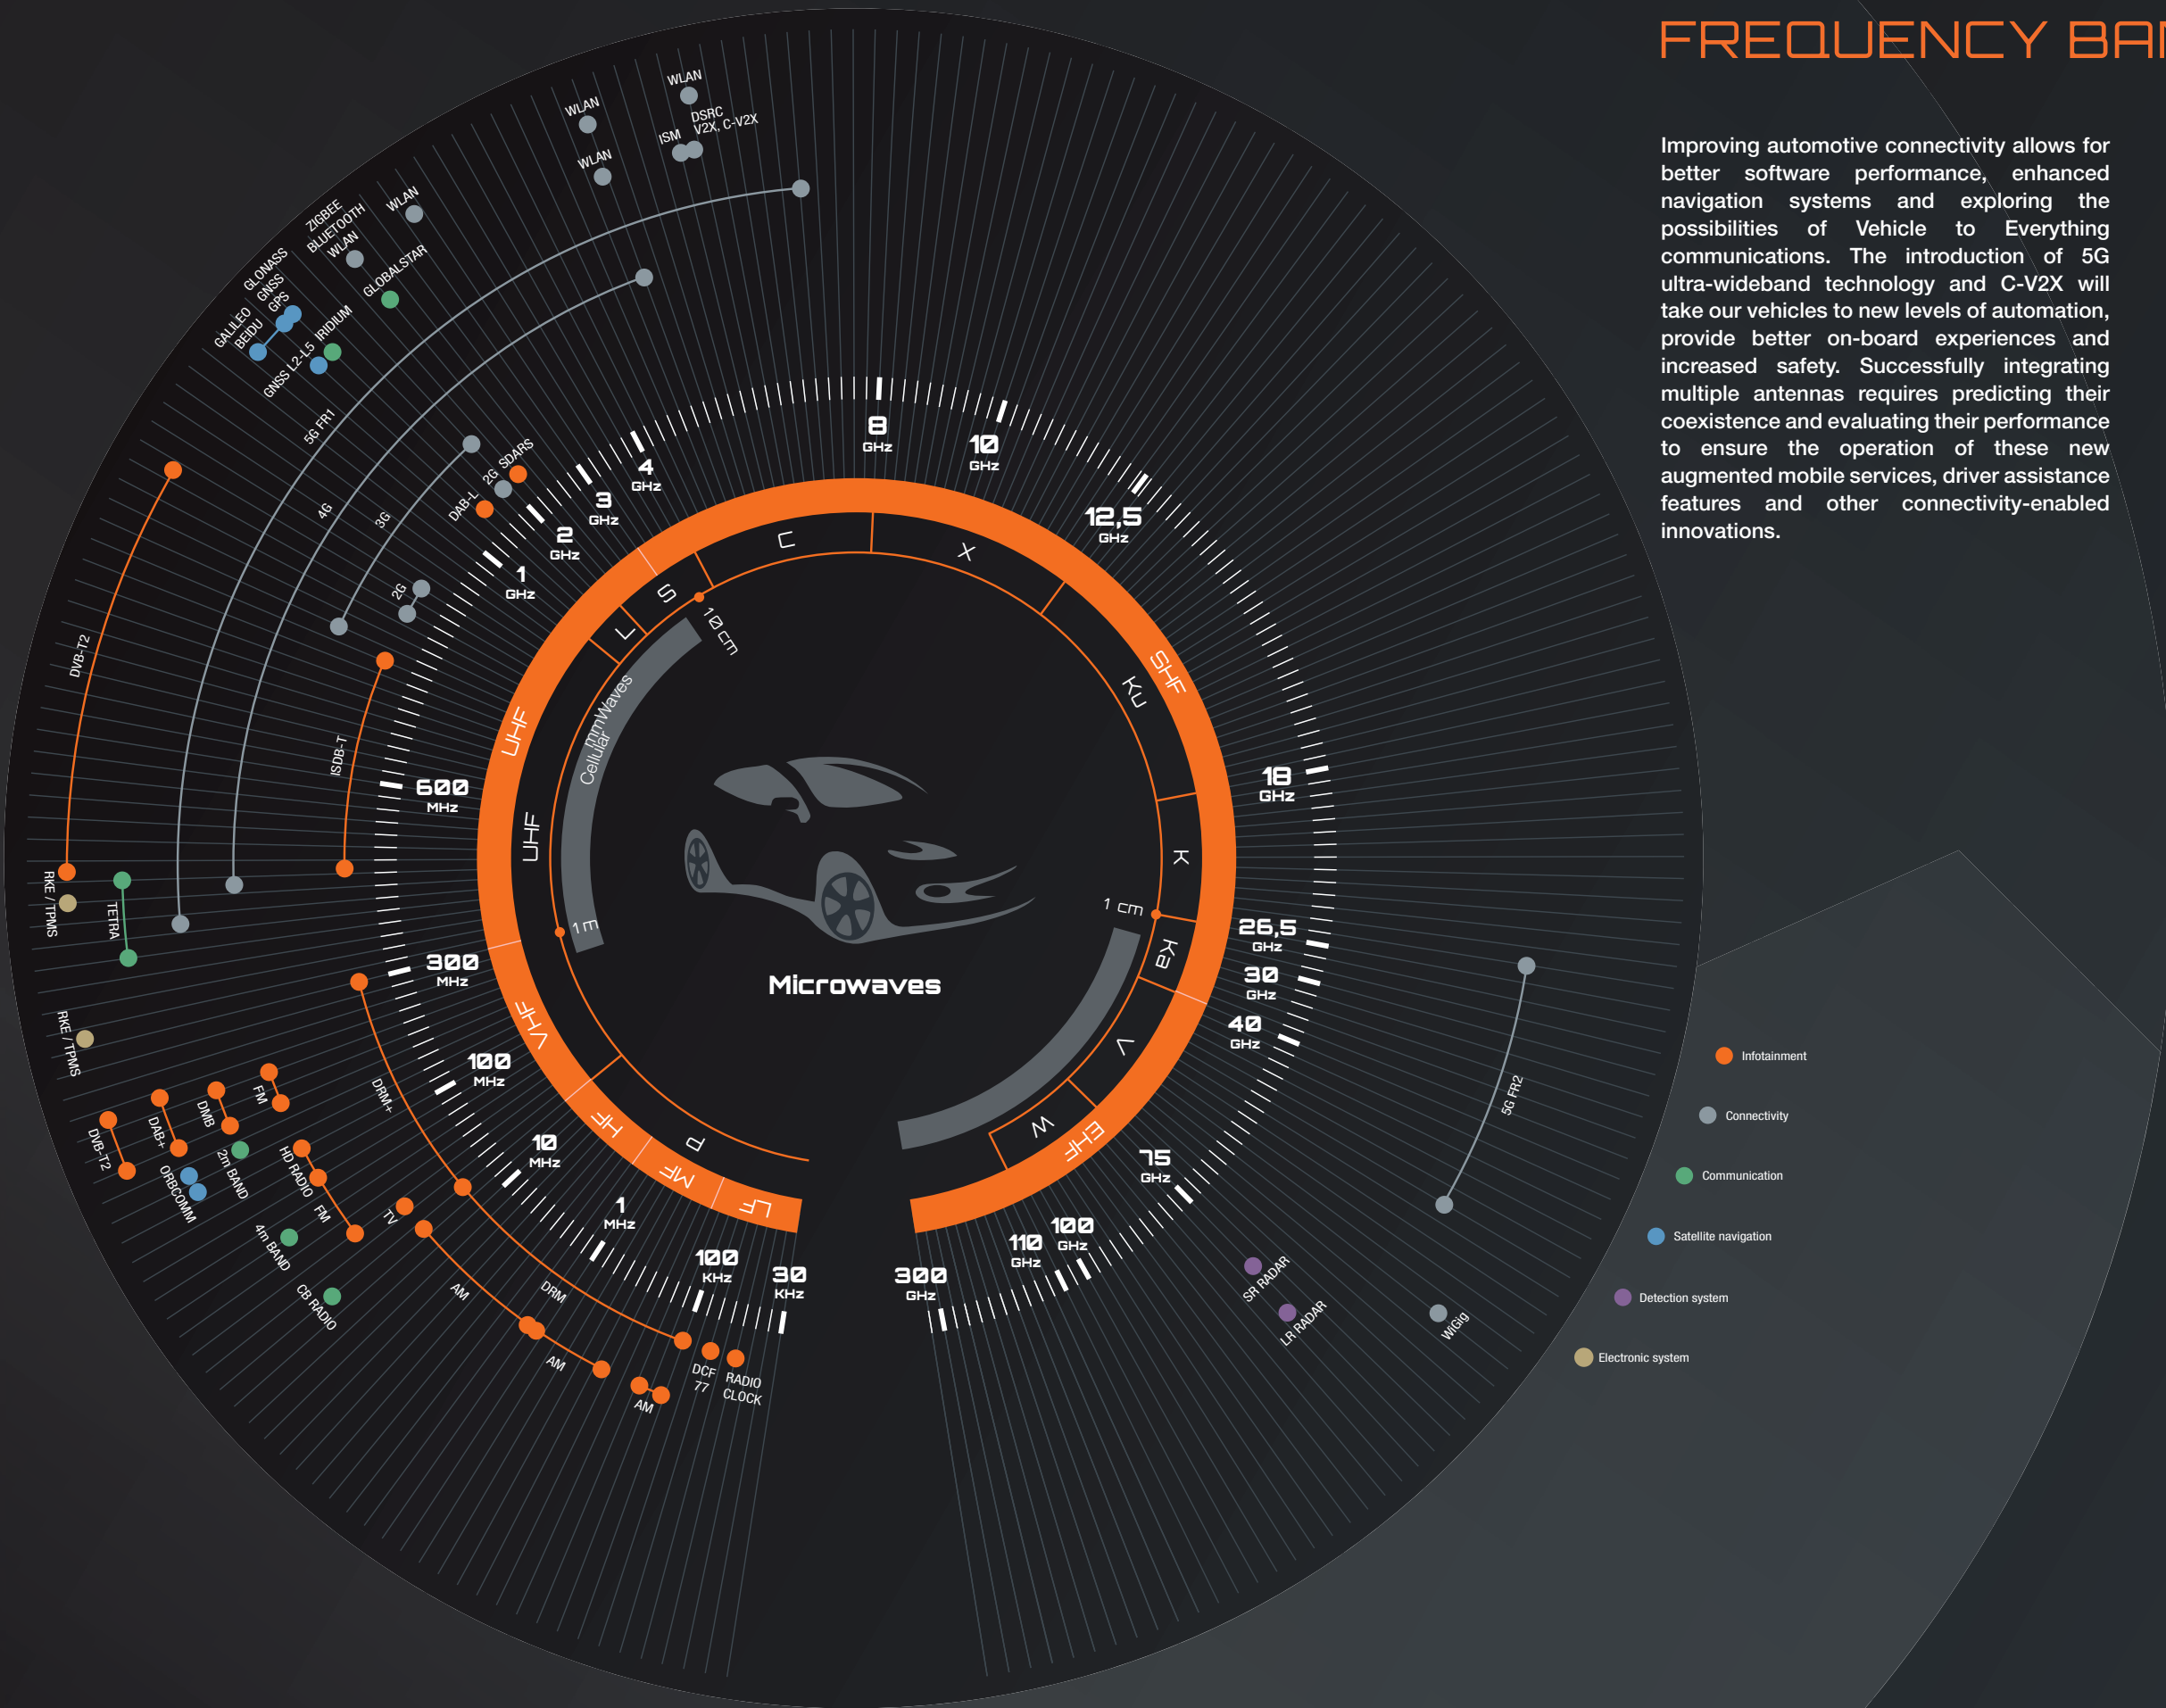 FREQUENCY BA
Improving automotive connectivity allows for
better software performance, enhanced
navigation systems and exploring the
possibilities of Vehicle to Everything
communications. The introduction of 5G
ultra-wideband technology and C-V2X will
take our vehicles to new levels of automation,
provide better on-board experiences and
increased safety. Successfully integrating
multiple antennas requires predicting their
coexistence and evaluating their performance
to ensure the operation of these new
augmented mobile services, driver assistance
features and other connectivity-enabled
innovations.
WLAN
WLAN
DSRC
V2X, C-V2X
ISM
WLAN
WLAN
ZIGBEE
BLUETOOTH
WLAN
GLOBALSTAR
GLONASS
GNSS
GPS
GALILEO
BEIDU
IRIDIUM
GNSS L2-L5
5G FR1
4G
3G
2G
SDARS
2G
DAB-L
DVB-T2
ISDB-T
RKE / TPMS
TETRA
RKE / TPMS
DRM+
FM
DMB
DAB+
DVB-T2
2m BAND
ORBCOMM
HD RADIO
FM
TV
4m BAND
CB RADIO
AM
DRM
AM
AM
DCF
77
RADIO
CLOCK
5G FR2
SR RADAR
LR RADAR
WiGig
30
KHz
100
KHz
1
MHz
10
MHz
100
MHz
300
MHz
600
MHz
1
GHz
2
GHz
3
GHz
4
GHz
8
GHz
10
GHz
12,5
GHz
18
GHz
26,5
GHz
30
GHz
40
GHz
75
GHz
100
GHz
110
GHz
300
GHz
LF
MF
HF
VHF
UHF
SHF
EHF
P
UHF
L
S
C
X
Ku
K
Ka
V
W
10 cm
1 cm
1 m
mmWaves
Cellular
Microwaves
Infotainment
Connectivity
Communication
Satellite navigation
Detection system
Electronic system